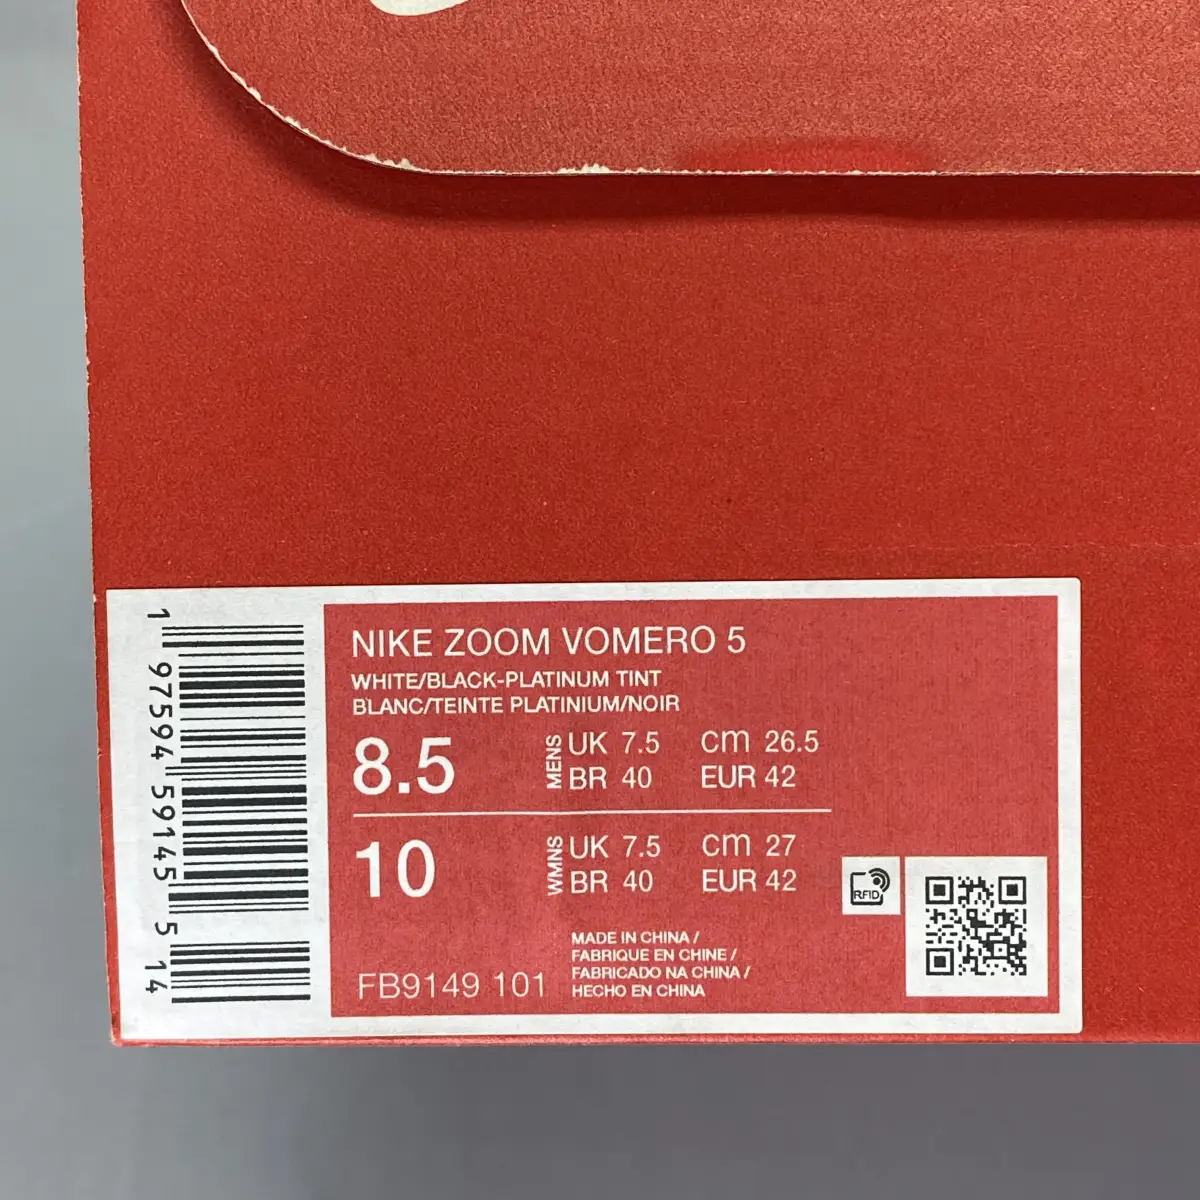 NIKE ZOOM VOMERO 5
WHITE/BLACK-PLATINUM TINT
BLANC/TEINTE PLATINIUM/NOIR
8.5
MENS
UK 7.5 cm 26.5
BR 40 EUR 42
10
WMNS
UK 7.5 cm 27
BR 40 EUR 42
FB9149 101
MADE IN CHINA /
FABRIQUE EN CHINE /
FABRICADO NA CHINA /
HECHO EN CHINA
RFID
1 97594 59145 5 14